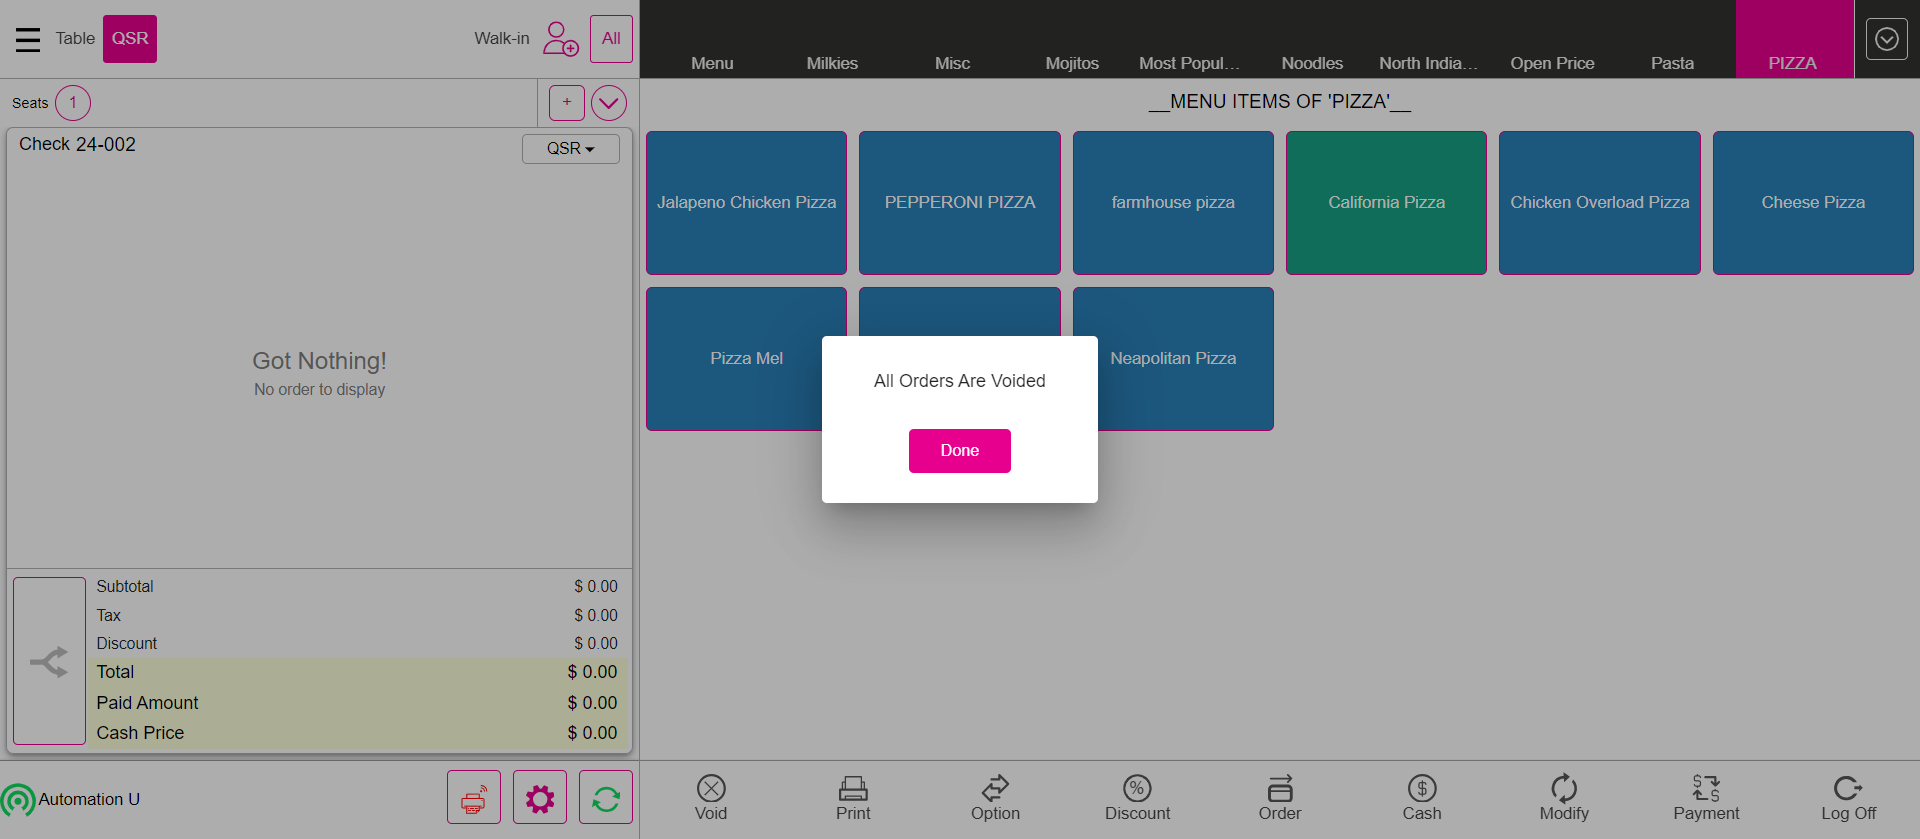 Table QSR Walk-in All
Menu Milkies Misc Mojitos Most Popul... Noodles North India... Open Price Pasta PIZZA
Seats 1 +
__MENU ITEMS OF 'PIZZA'__
Check 24-002 QSR
Jalapeno Chicken Pizza PEPPERONI PIZZA farmhouse pizza California Pizza Chicken Overload Pizza Cheese Pizza
Got Nothing!
No order to display
Pizza Mel Neapolitan Pizza
All Orders Are Voided
Done
Subtotal $ 0.00
Tax $ 0.00
Discount $ 0.00
Total $ 0.00
Paid Amount $ 0.00
Cash Price $ 0.00
Automation U
Void Print Option Discount Order Cash Modify Payment Log Off